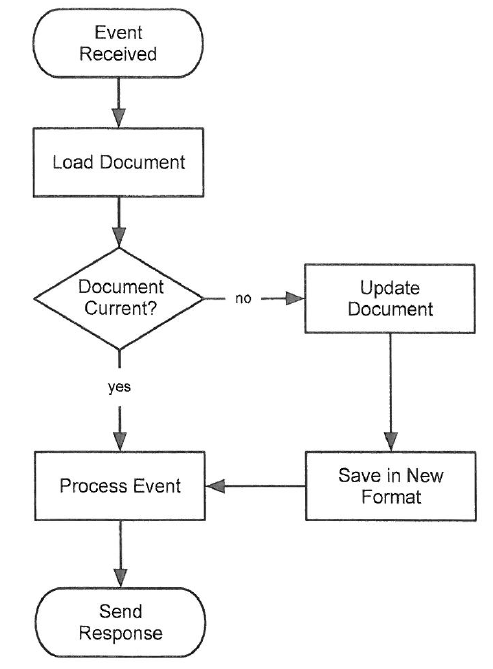 Event
Received
Load Document
Document
Current?
no
Update
Document
yes
Process Event
Save in New
Format
Send
Response